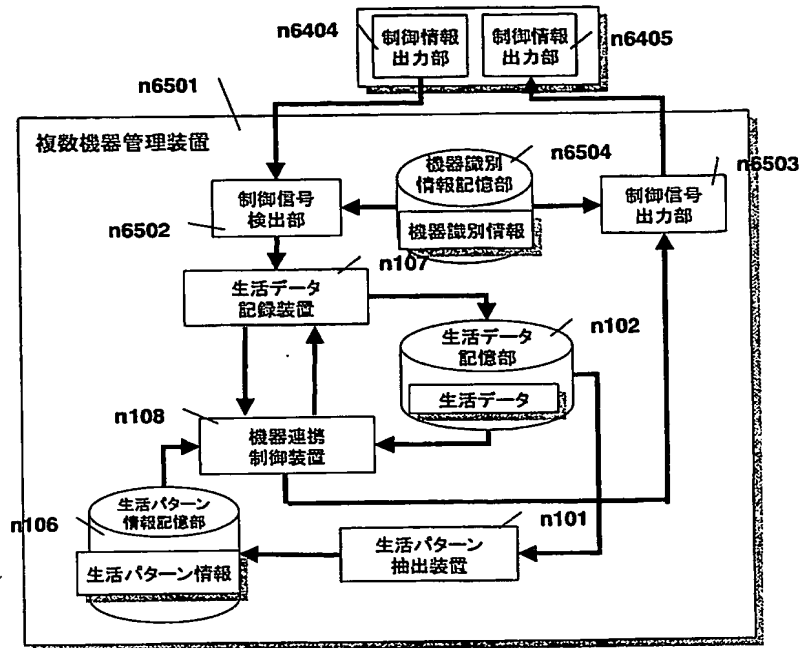 n6404
制御情報
出力部
制御情報
出力部
n6405
n6501
複数機器管理装置
機器識別
情報記憶部
n6504
n6503
制御信号
検出部
機器識別情報
制御信号
出力部
n6502
n107
生活データ
記録装置
n102
生活データ
記憶部
生活データ
n108
機器連携
制御装置
生活パターン
情報記憶部
n106
n101
生活パターン
抽出装置
生活パターン情報